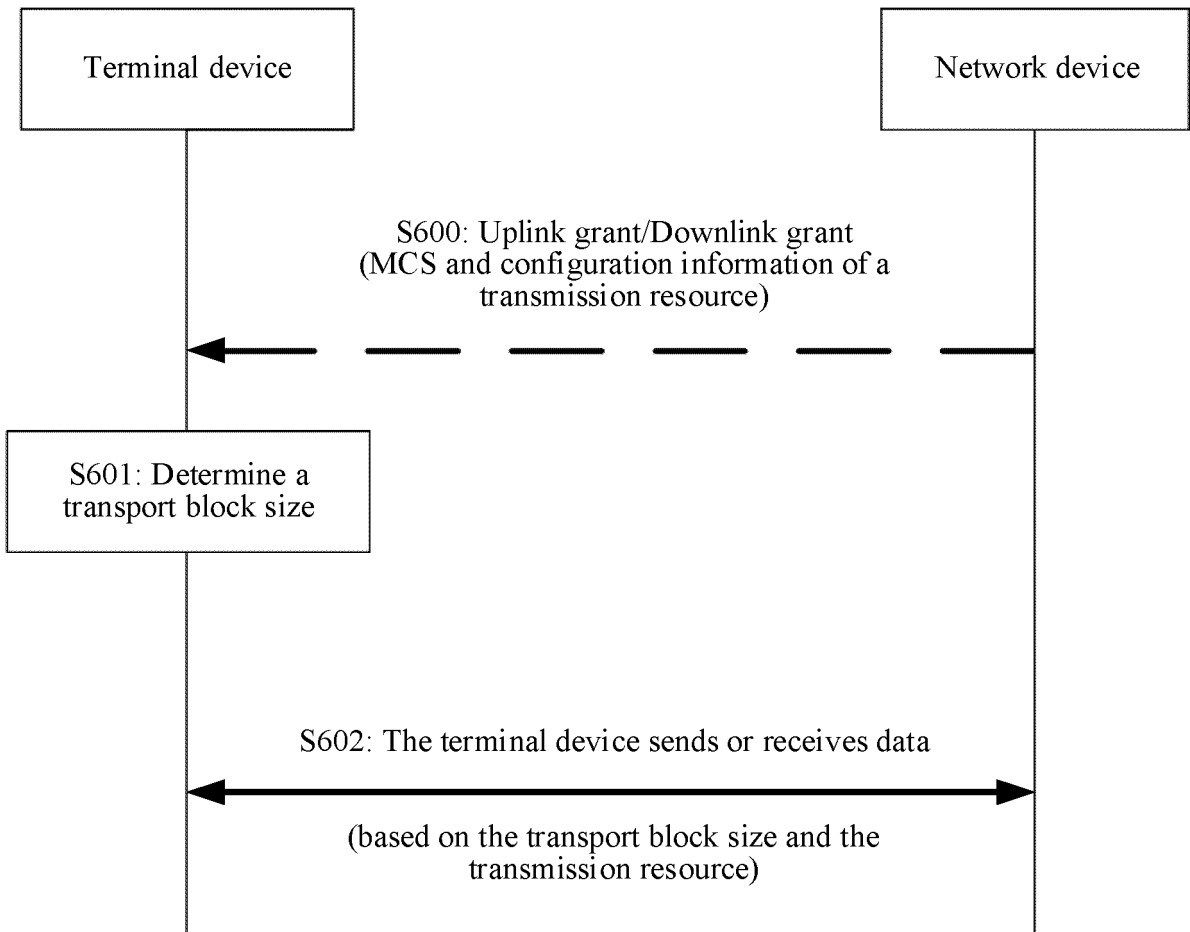 Terminal device
Network device
S600: Uplink grant/Downlink grant
(MCS and configuration information of a
transmission resource)
S601: Determine a
transport block size
S602: The terminal device sends or receives data
(based on the transport block size and the
transmission resource)